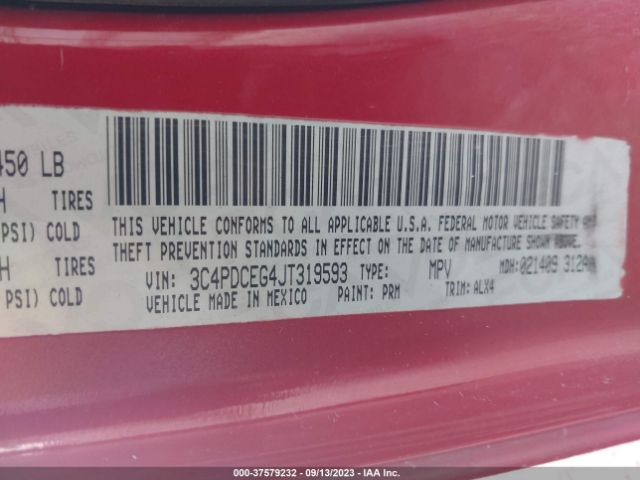 450 LB
TIRES
PSI) COLD
TIRES
PSI) COLD
THIS VEHICLE CONFORMS TO ALL APPLICABLE U.S.A. FEDERAL MOTOR VEHICLE SAFETY
THEFT PREVENTION STANDARDS IN EFFECT ON THE DATE OF MANUFACTURE SHOWN ABOVE.
VIN: 3C4PDCEG4JT319593 TYPE: MPV MDH: 021409 312
VEHICLE MADE IN MEXICO PAINT: PRM TRIM: ALX4
000-37579232 - 09/13/2023 - IAA Inc.